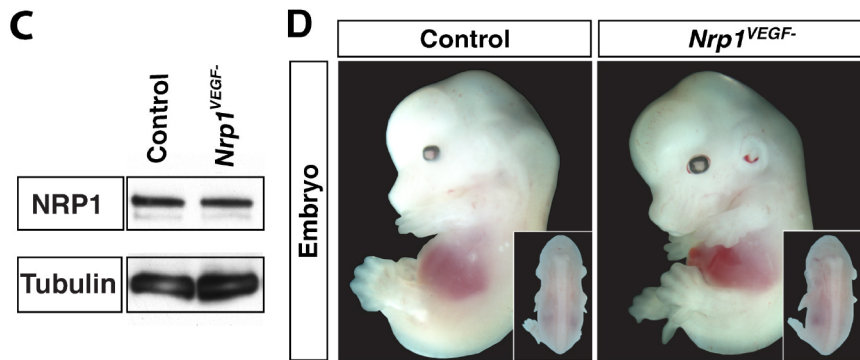 C
D
Control
Nrp1VEGF-
Control
Nrp1VEGF-
NRP1
Tubulin
Embryo